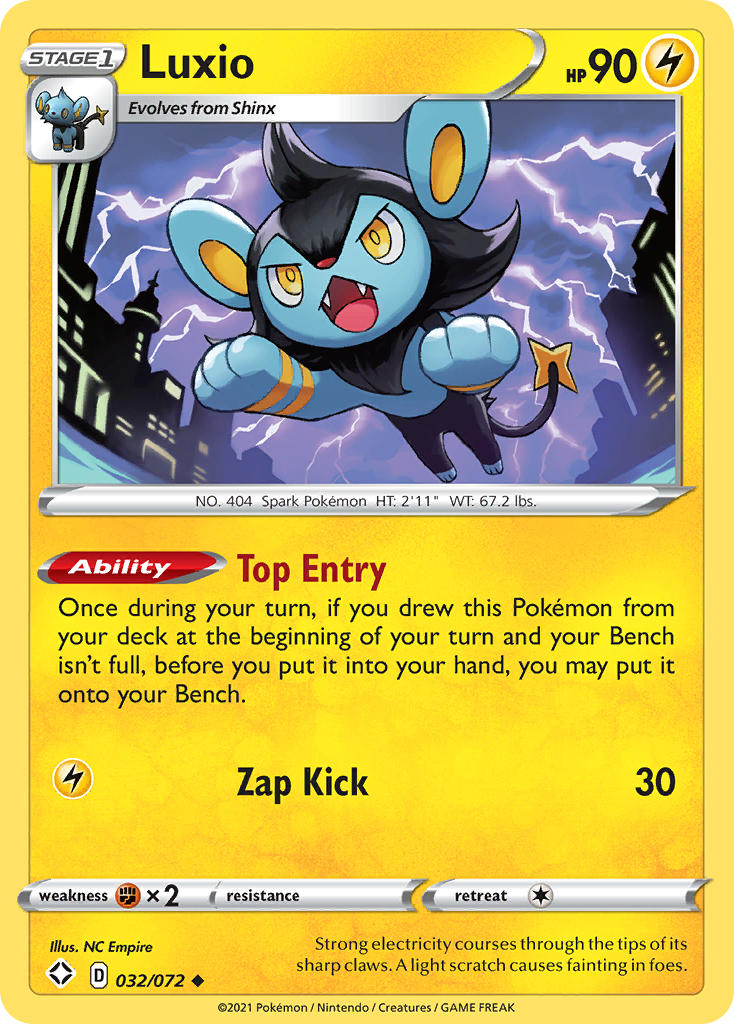 STAGE 1
Luxio
HP 90
Evolves from Shinx
NO. 404 Spark Pokémon HT: 2'11" WT: 67.2 lbs.
Ability Top Entry
Once during your turn, if you drew this Pokémon from
your deck at the beginning of your turn and your Bench
isn't full, before you put it into your hand, you may put it
onto your Bench.
Zap Kick 30
weakness ×2 resistance retreat
Illus. NC Empire
Strong electricity courses through the tips of its
sharp claws. A light scratch causes fainting in foes.
D 032/072
©2021 Pokémon / Nintendo / Creatures / GAME FREAK